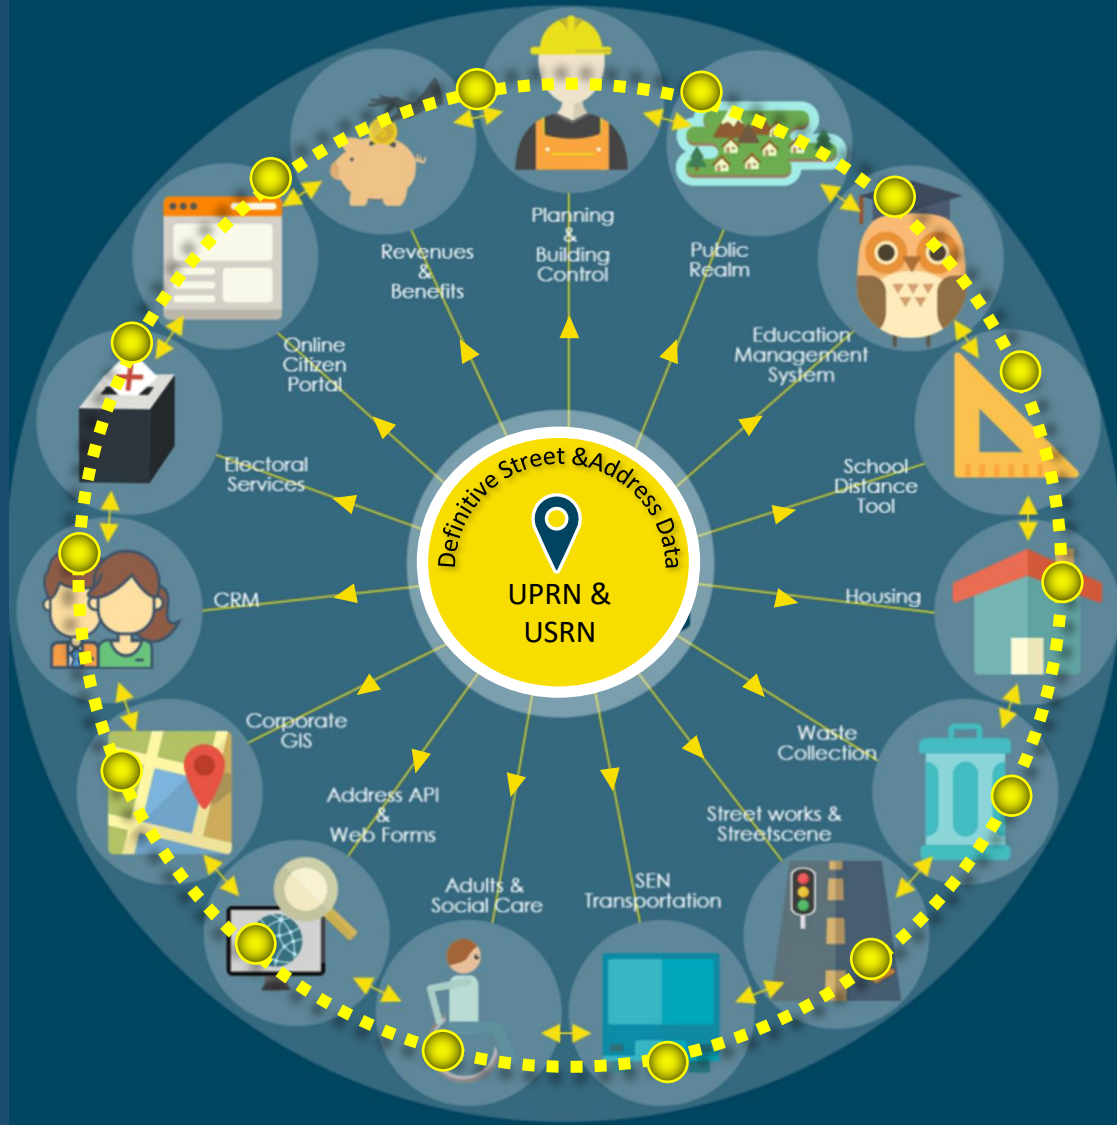 Planning
&
Building
Control
Public
Realm
Education
Management
System
School
Distance
Tool
Housing
Waste
Collection
Street works &
Streetscene
SEN
Transportation
Adults &
Social Care
Address API
&
Web Forms
Corporate
GIS
CRM
Electoral
Services
Online
Citizen
Portal
Revenues
&
Benefits
Definitive Street &Address Data
UPRN &
USRN